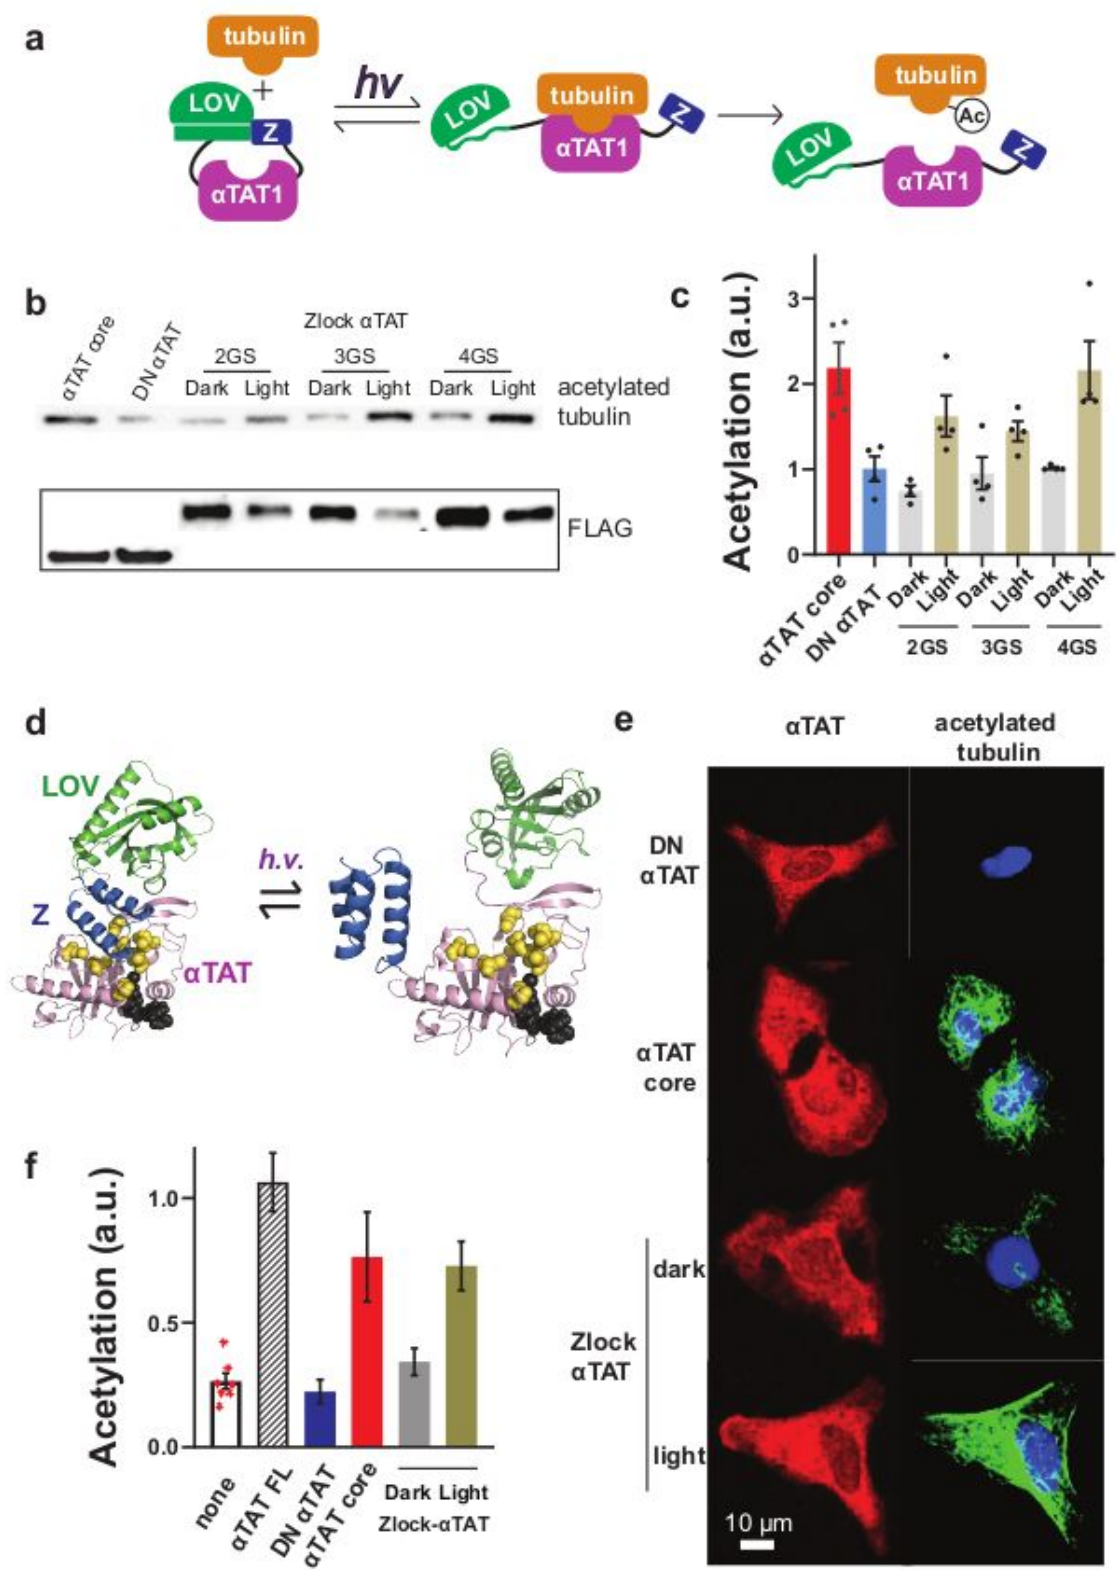 a
tubulin
+
LOV
Z
αTAT1
hν
LOV
tubulin
αTAT1
Z
tubulin
Ac
LOV
αTAT1
Z
b
αTAT core
DN αTAT
Zlock αTAT
2GS 3GS 4GS
Dark Light Dark Light Dark Light
acetylated
tubulin
FLAG
c
Acetylation (a.u.)
3
2
1
0
αTAT core
DN αTAT
Dark Light Dark Light Dark Light
2GS 3GS 4GS
d
LOV
Z
αTAT
h.v.
e
αTAT
acetylated
tubulin
DN
αTAT
αTAT
core
dark
Zlock
αTAT
light
10 µm
f
Acetylation (a.u.)
1.0
0.5
0.0
none
αTAT FL
DN αTAT
αTAT core
Dark Light
Zlock-αTAT